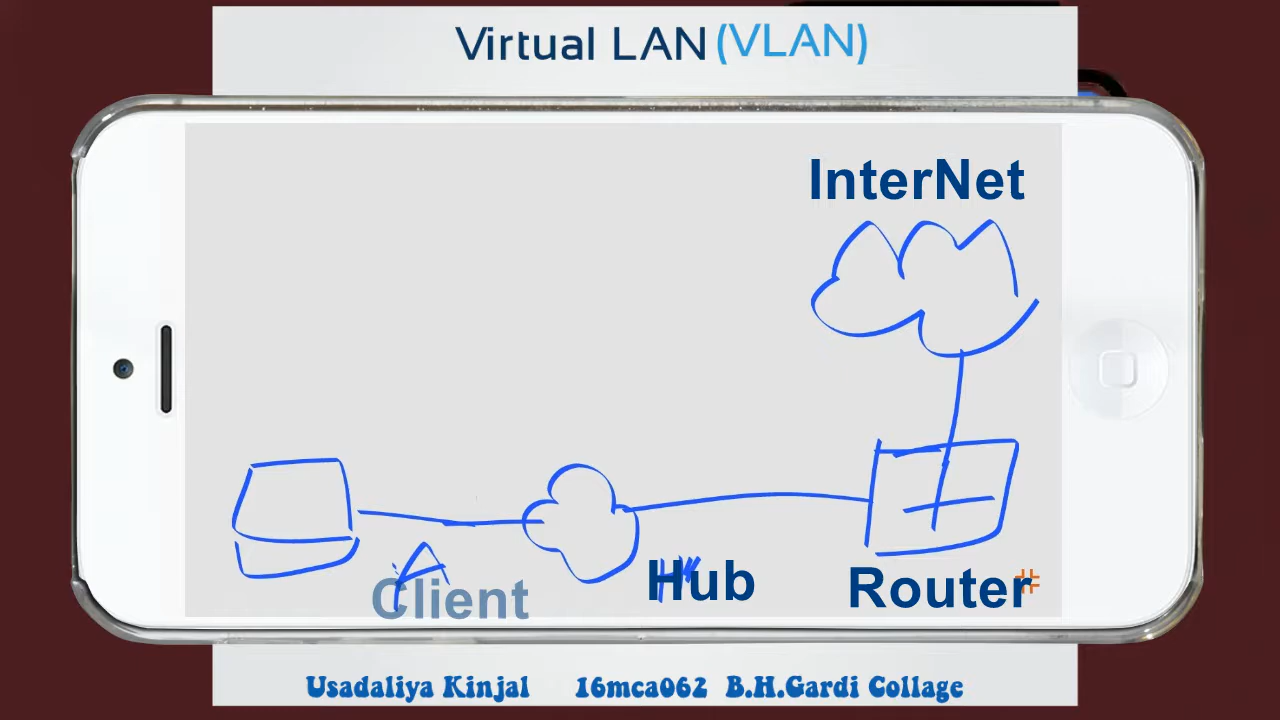 Virtual LAN (VLAN)
InterNet
Client
Hub
Router
Usadaliya Kinjal 16mca062 B.H.Gardi Collage